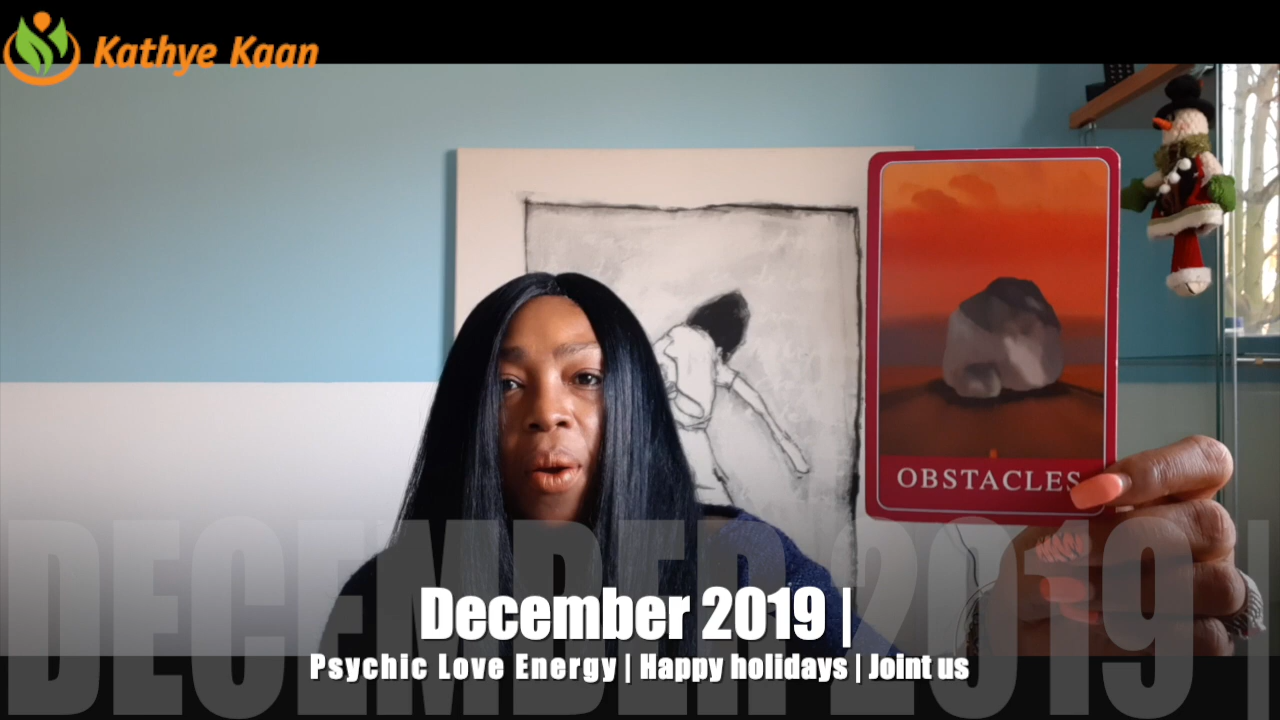 Kathye Kaan
OBSTACLES
DECEMBER 2019 |
December 2019 |
Psychic Love Energy | Happy holidays | Joint us